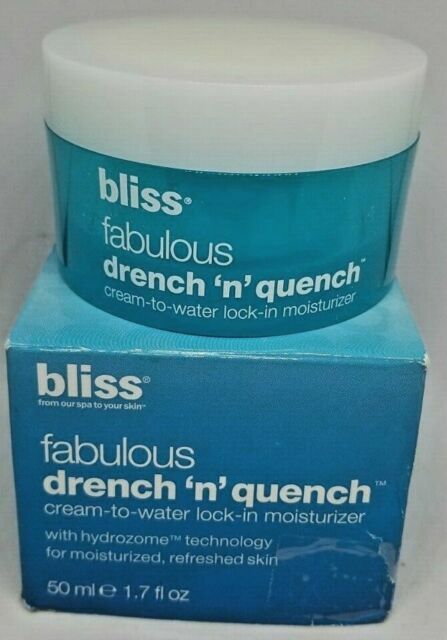 bliss®
fabulous
drench 'n' quench™
cream-to-water lock-in moisturizer
bliss®
from our spa to your skin™
fabulous
drench 'n' quench™
cream-to-water lock-in moisturizer
with hydrozome™ technology
for moisturized, refreshed skin
50 ml ℮ 1.7 fl oz